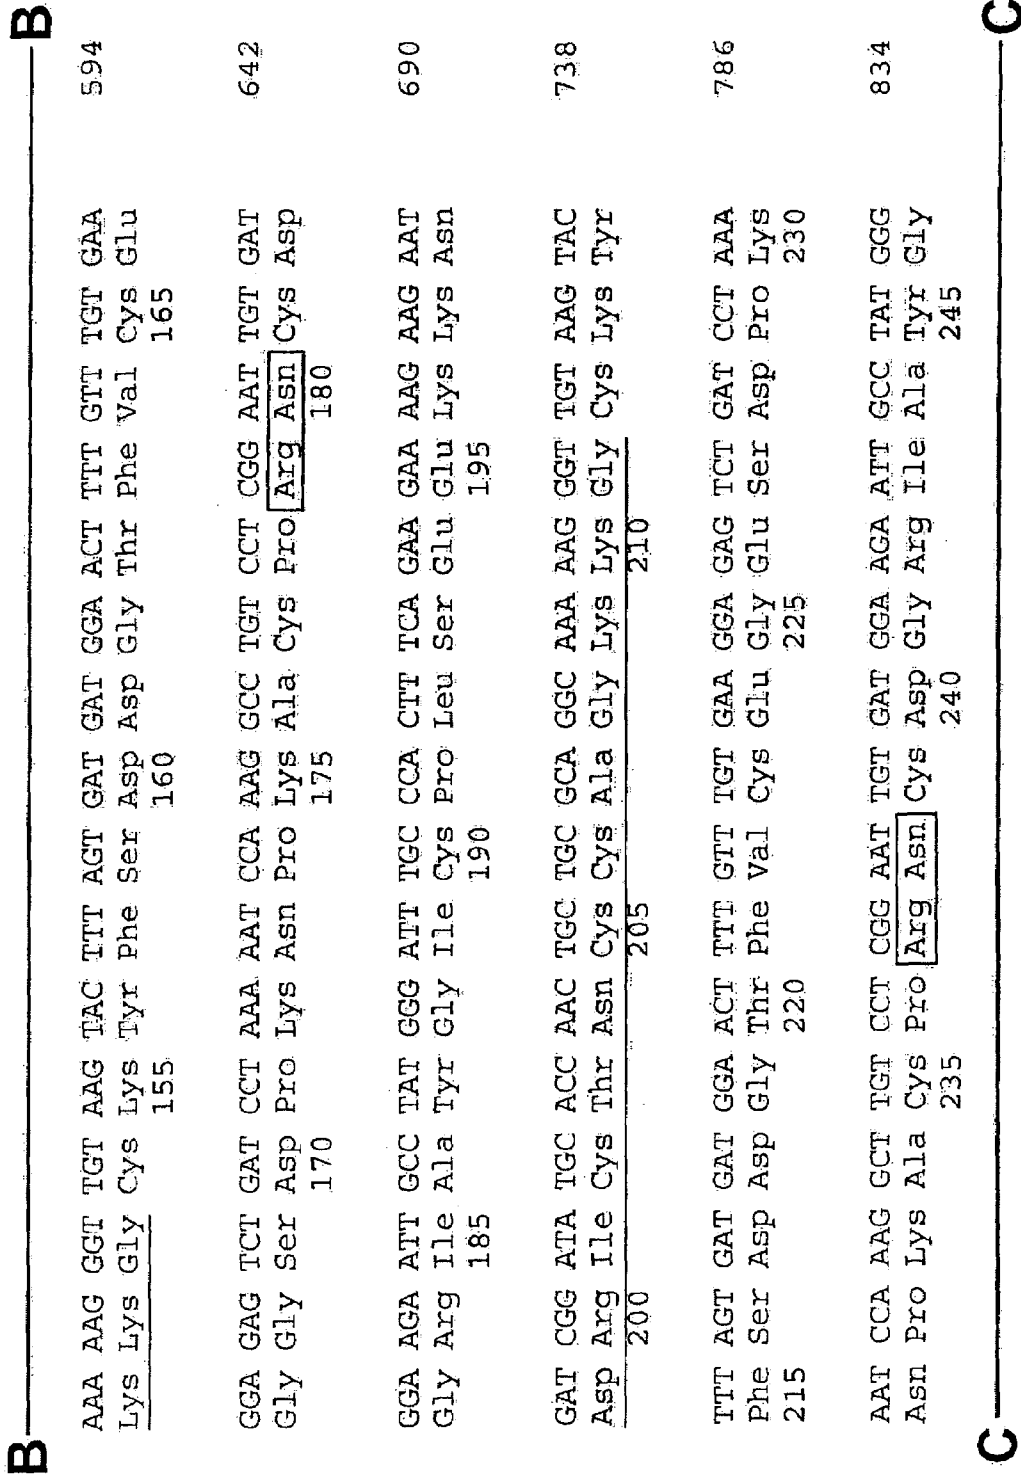 B B
AAA AAG GGT TGT AAG TAC TTT AGT GAT GAT GGA ACT TTT GTT TGT GAA 594
Lys Lys Gly Cys Lys Tyr Phe Ser Asp Asp Gly Thr Phe Val Cys Glu
155 160 165
GGA GAG TCT GAT CCT AAA AAT CCA AAG GCC TGT CCT CGG AAT TGT GAT 642
Gly Gly Ser Asp Pro Lys Asn Pro Lys Ala Cys Pro Arg Asn Cys Asp
170 175 180
GGA AGA ATT GCC TAT GGG ATT TGC CCA CTT TCA GAA GAA AAG AAG AAT 690
Gly Arg Ile Ala Tyr Gly Ile Cys Pro Leu Ser Glu Glu Lys Lys Asn
185 190 195
GAT CGG ATA TGC ACC AAC TGC TGC GCA GGC AAA AAG GGT TGT AAG TAC 738
Asp Arg Ile Cys Thr Asn Cys Cys Ala Gly Lys Lys Gly Cys Lys Tyr
200 205 210
TTT AGT GAT GAT GGA ACT TTT GTT TGT GAA GGA GAG TCT GAT CCT AAA 786
Phe Ser Asp Asp Gly Thr Phe Val Cys Glu Gly Glu Ser Asp Pro Lys
215 220 225 230
AAT CCA AAG GCT TGT CCT CGG AAT TGT GAT GGA AGA ATT GCC TAT GGG 834
Asn Pro Lys Ala Cys Pro Arg Asn Cys Asp Gly Arg Ile Ala Tyr Gly
235 240 245
C C